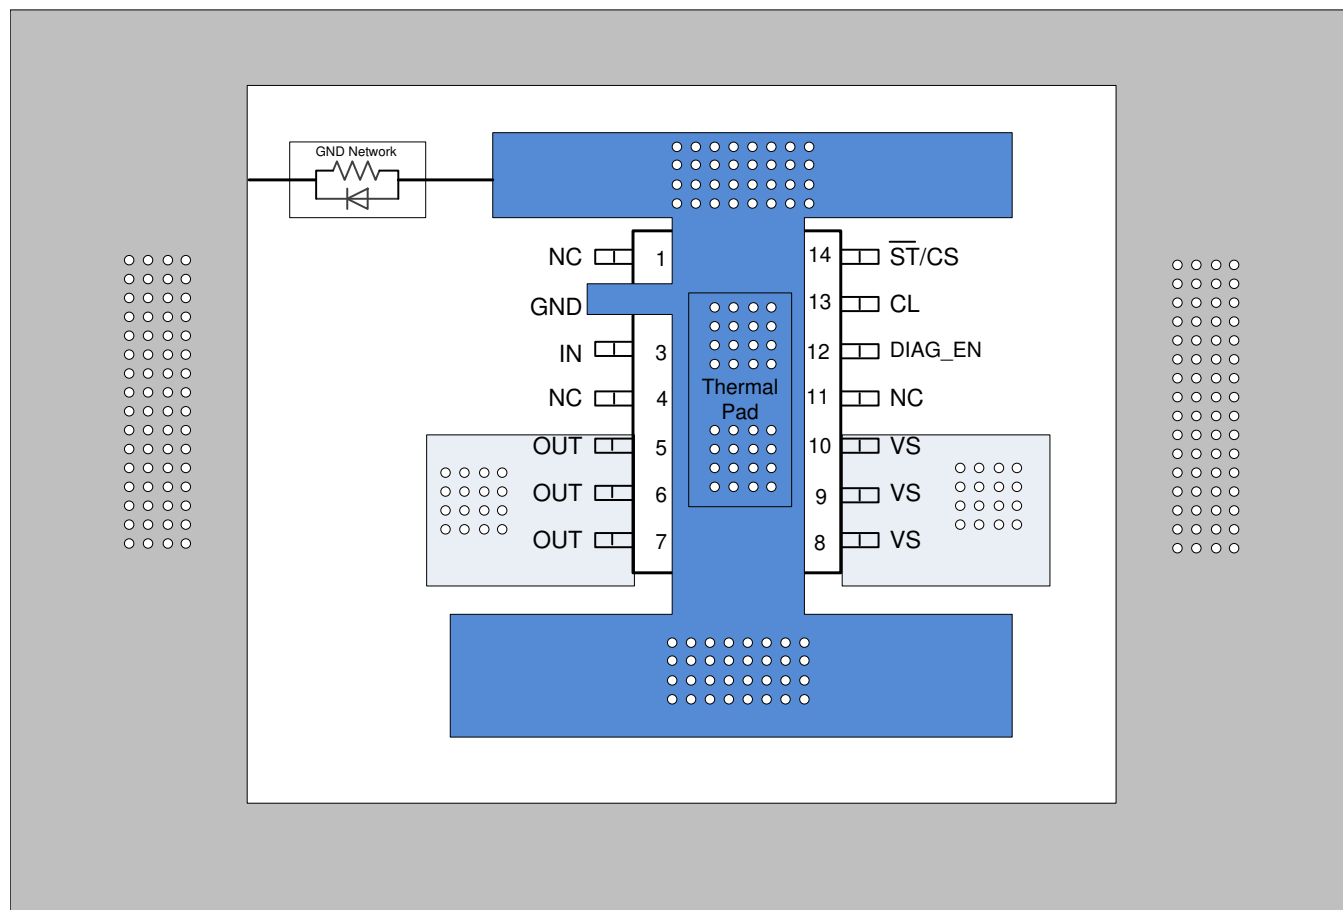 GND Network
NC 1 14 S̅T̅/CS
GND 13 CL
IN 3 12 DIAG_EN
NC 4 Thermal Pad 11 NC
OUT 5 10 VS
OUT 6 9 VS
OUT 7 8 VS